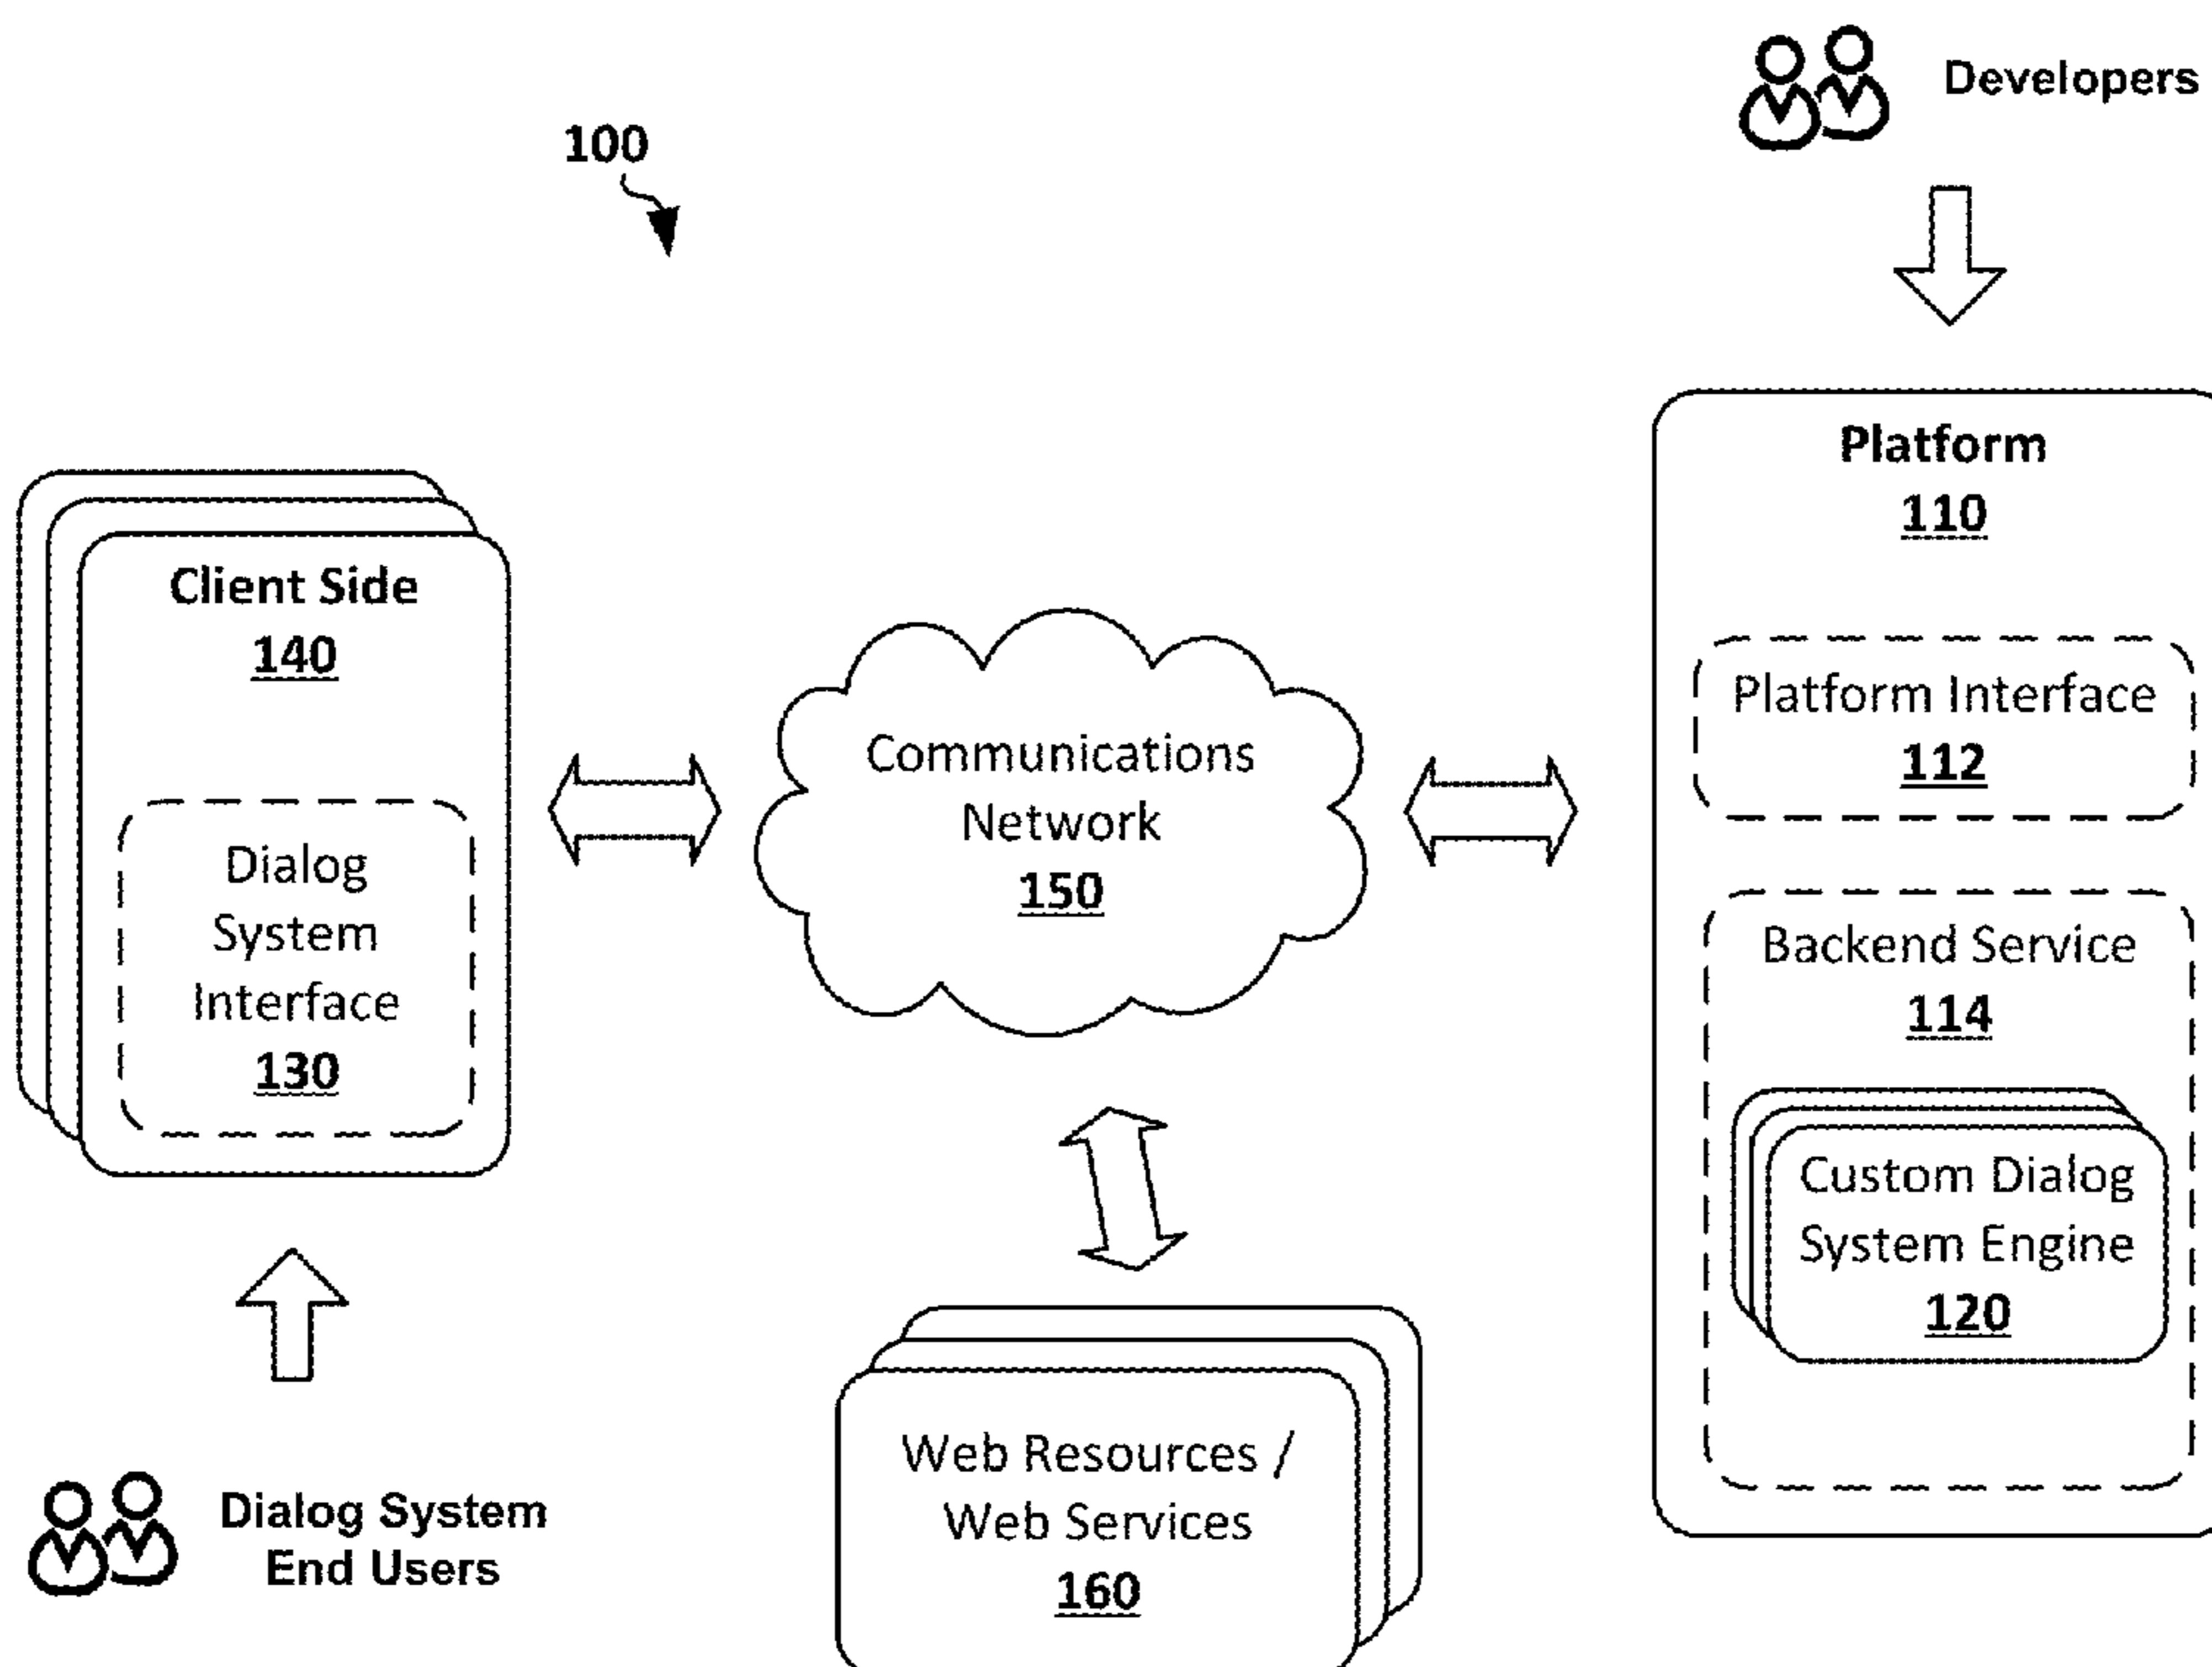 Developers
100
Platform
110
Client Side
140
Platform Interface
112
Communications
Network
150
Dialog
System
Interface
130
Backend Service
114
Custom Dialog
System Engine
120
Web Resources /
Web Services
160
Dialog System
End Users